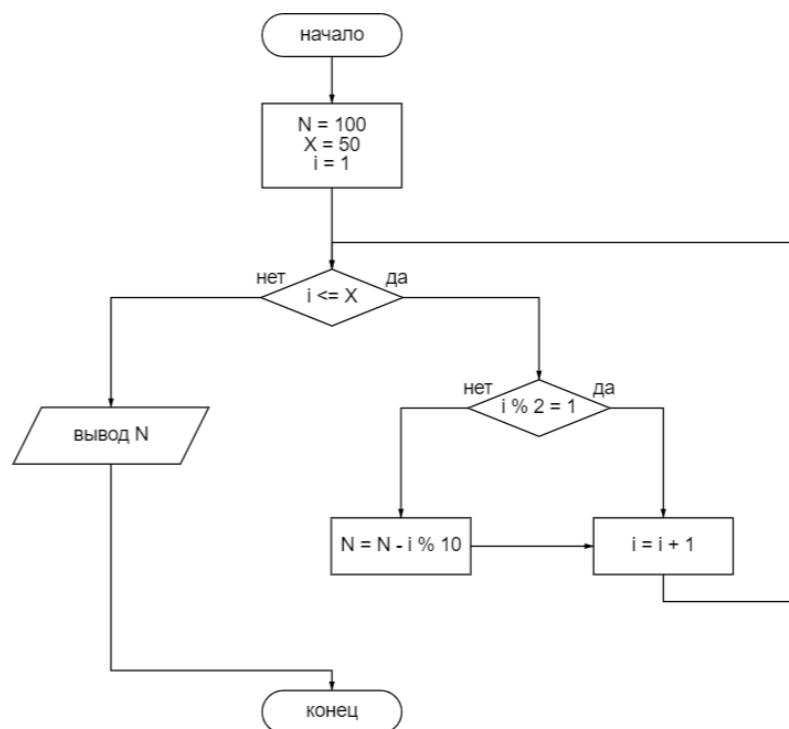 начало
N = 100
X = 50
i = 1
нет
да
i <= X
нет
да
i % 2 = 1
вывод N
N = N - i % 10
i = i + 1
конец